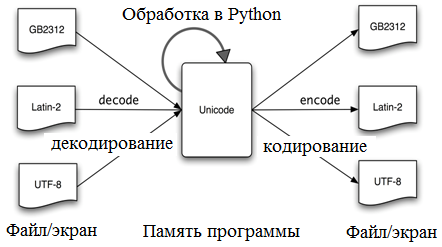 Обработка в Python
GB2312
GB2312
decode
encode
Latin-2
Unicode
Latin-2
декодирование
кодирование
UTF-8
UTF-8
Файл/экран
Память программы
Файл/экран